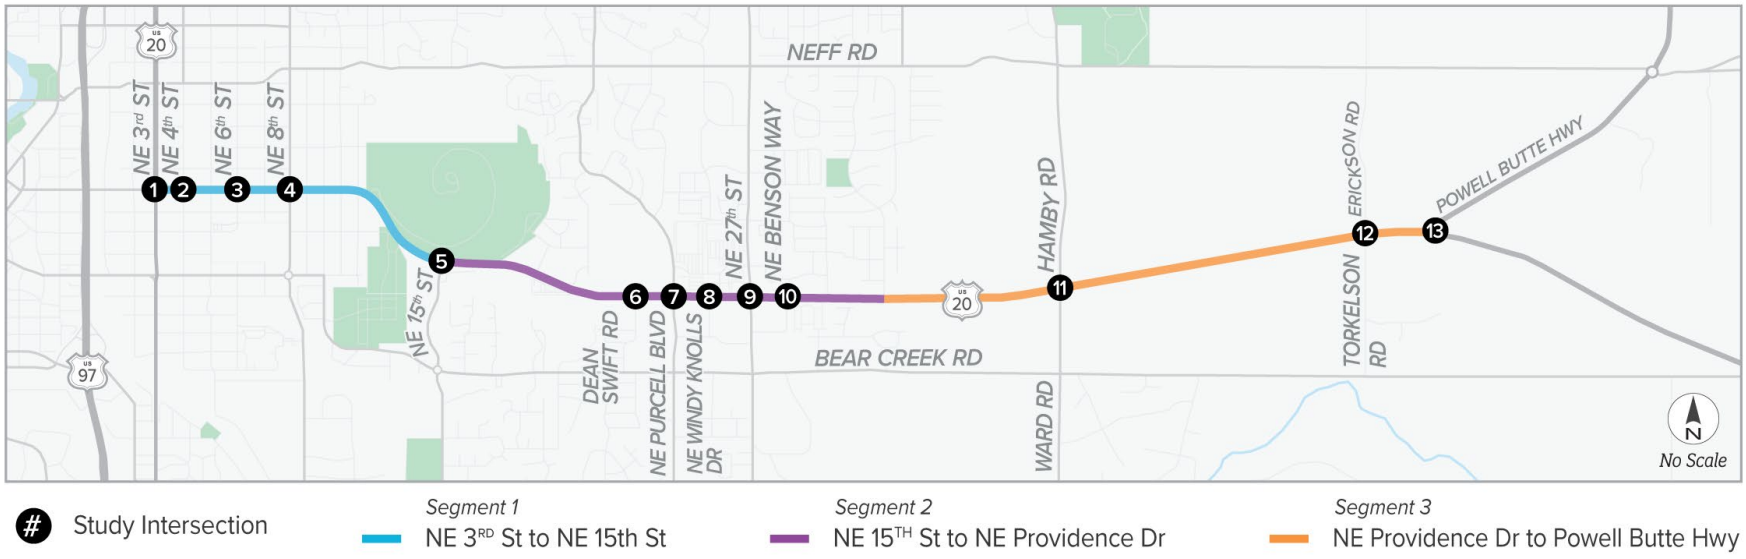 US
20
NEFF RD
NE 3rd ST
NE 4th ST
NE 6th ST
NE 8th ST
NE 27th ST
NE BENSON WAY
HAMBY RD
ERICKSON RD
POWELL BUTTE HWY
1
2
3
4
5
6
7
8
9
10
11
12
13
US
20
NE 15th ST
DEAN
SWIFT RD
NE PURCELL BLVD
NE WINDY KNOLLS
DR
BEAR CREEK RD
WARD RD
TORKELSON
RD
US
97
N
No Scale
# Study Intersection
Segment 1
NE 3RD St to NE 15th St
Segment 2
NE 15TH St to NE Providence Dr
Segment 3
NE Providence Dr to Powell Butte Hwy